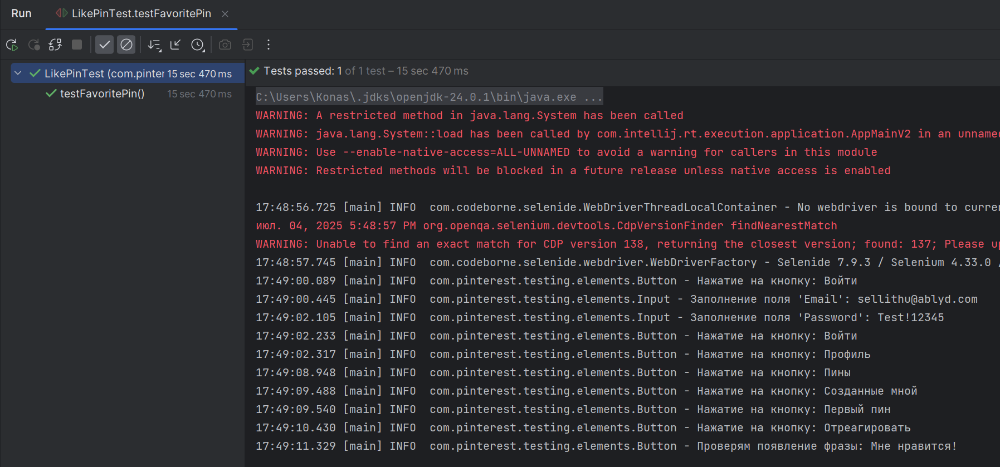 Run LikePinTest.testFavoritePin
LikePinTest (com.pinter 15 sec 470 ms
testFavoritePin() 15 sec 470 ms
Tests passed: 1 of 1 test – 15 sec 470 ms
C:\Users\Konas\.jdks\openjdk-24.0.1\bin\java.exe ...
WARNING: A restricted method in java.lang.System has been called
WARNING: java.lang.System::load has been called by com.intellij.rt.execution.application.AppMainV2 in an unnamed
WARNING: Use --enable-native-access=ALL-UNNAMED to avoid a warning for callers in this module
WARNING: Restricted methods will be blocked in a future release unless native access is enabled
17:48:56.725 [main] INFO  com.codeborne.selenide.WebDriverThreadLocalContainer - No webdriver is bound to curren
июл. 04, 2025 5:48:57 PM org.openqa.selenium.devtools.CdpVersionFinder findNearestMatch
WARNING: Unable to find an exact match for CDP version 138, returning the closest version; found: 137; Please up
17:48:57.745 [main] INFO  com.codeborne.selenide.webdriver.WebDriverFactory - Selenide 7.9.3 / Selenium 4.33.0 /
17:49:00.089 [main] INFO  com.pinterest.testing.elements.Button - Нажатие на кнопку: Войти
17:49:00.445 [main] INFO  com.pinterest.testing.elements.Input - Заполнение поля 'Email': sellithu@ablyd.com
17:49:02.105 [main] INFO  com.pinterest.testing.elements.Input - Заполнение поля 'Password': Test!12345
17:49:02.233 [main] INFO  com.pinterest.testing.elements.Button - Нажатие на кнопку: Войти
17:49:02.317 [main] INFO  com.pinterest.testing.elements.Button - Нажатие на кнопку: Профиль
17:49:08.948 [main] INFO  com.pinterest.testing.elements.Button - Нажатие на кнопку: Пины
17:49:09.488 [main] INFO  com.pinterest.testing.elements.Button - Нажатие на кнопку: Созданные мной
17:49:09.540 [main] INFO  com.pinterest.testing.elements.Button - Нажатие на кнопку: Первый пин
17:49:10.430 [main] INFO  com.pinterest.testing.elements.Button - Нажатие на кнопку: Отреагировать
17:49:11.329 [main] INFO  com.pinterest.testing.elements.Button - Проверям появление фразы: Мне нравится!